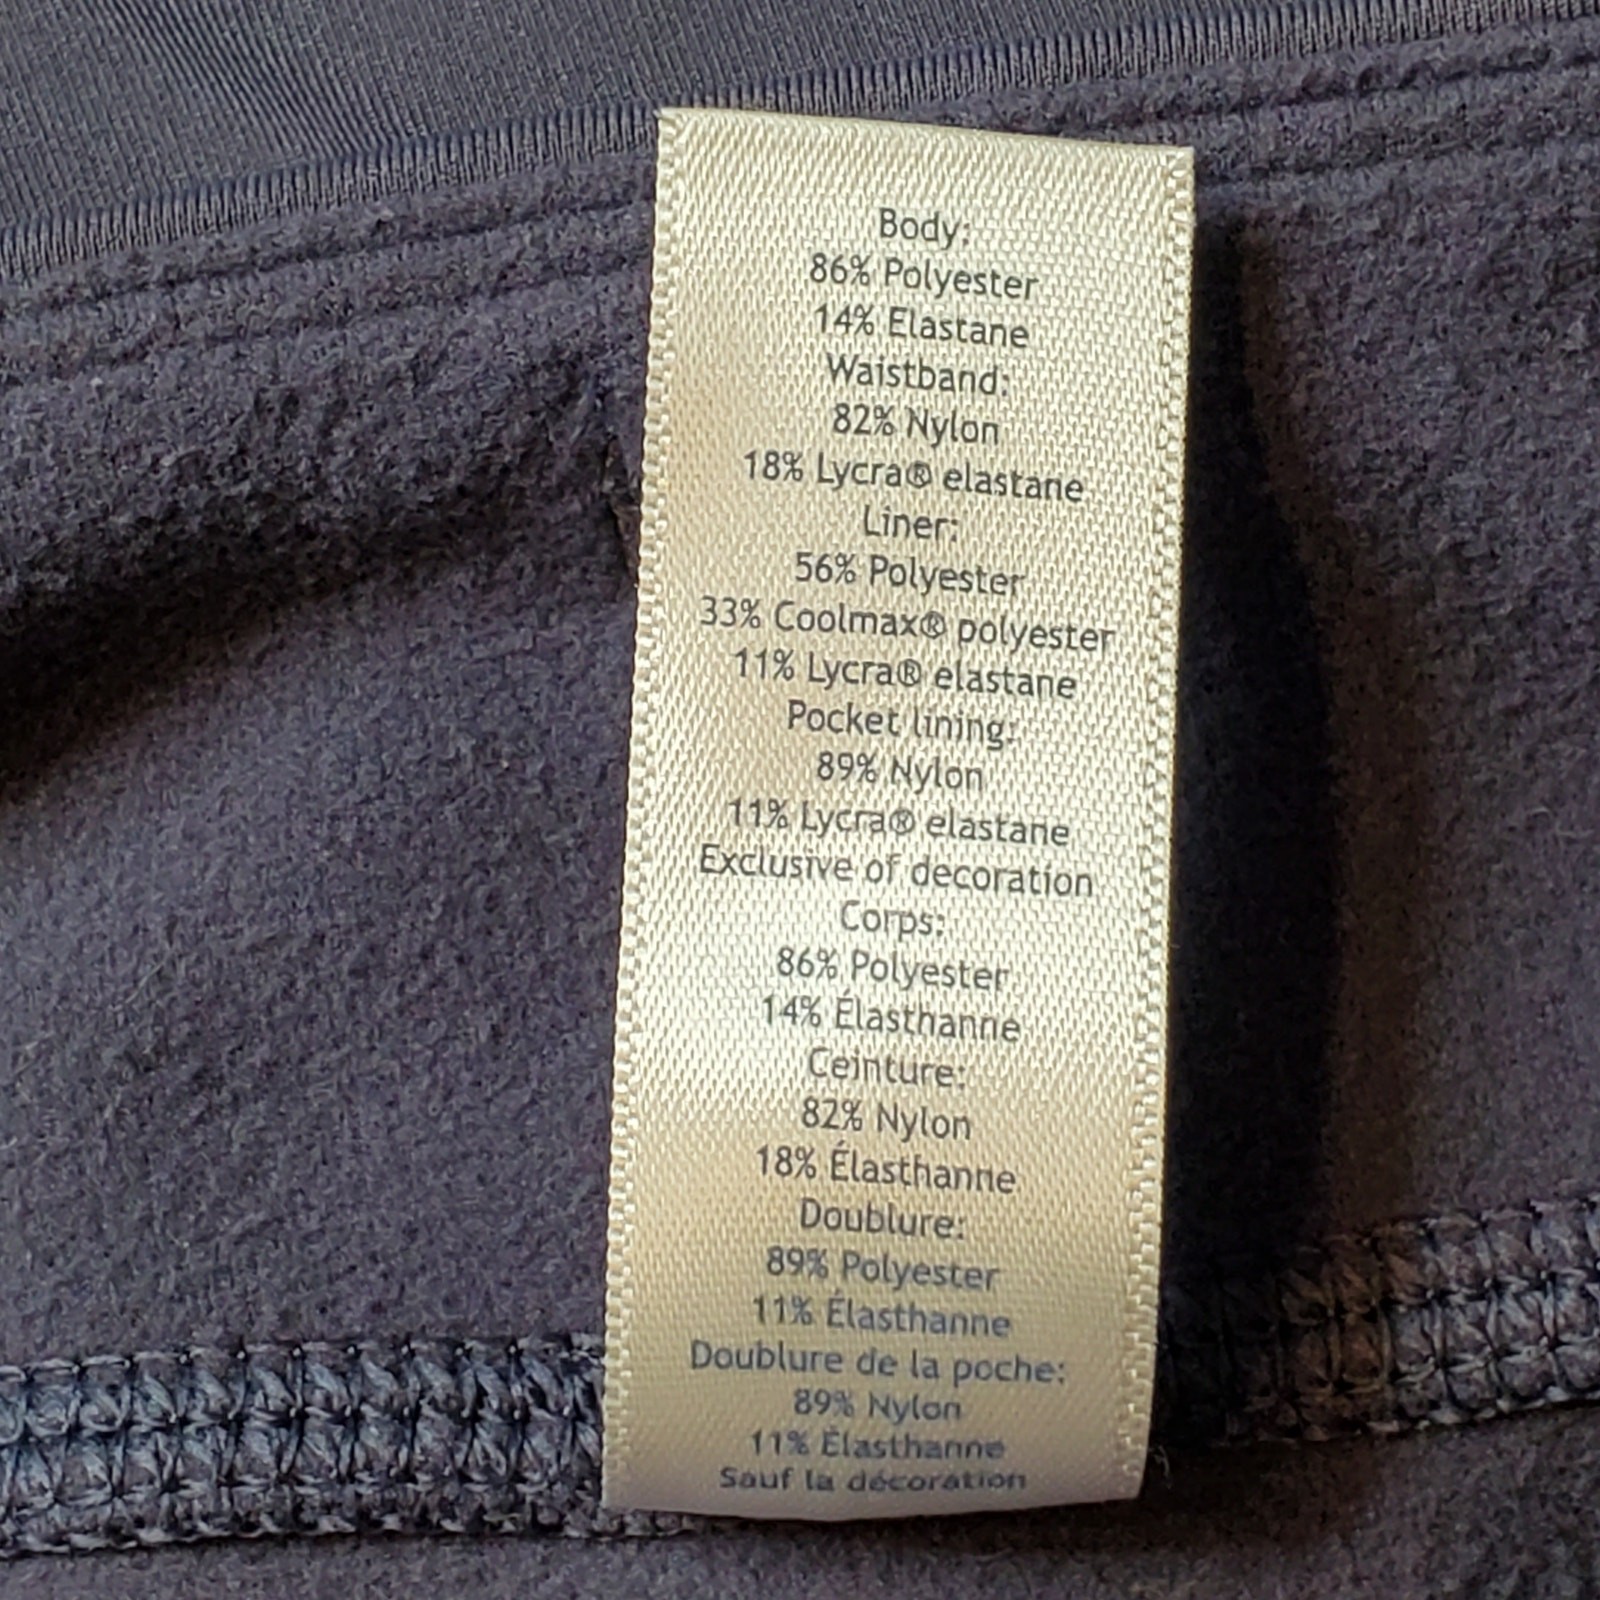 Body:
86% Polyester
14% Elastane
Waistband:
82% Nylon
18% Lycra® elastane
Liner:
56% Polyester
33% Coolmax® polyester
11% Lycra® elastane
Pocket lining:
89% Nylon
11% Lycra® elastane
Exclusive of decoration
Corps:
86% Polyester
14% Élasthanne
Ceinture:
82% Nylon
18% Élasthanne
Doublure:
89% Polyester
11% Élasthanne
Doublure de la poche:
89% Nylon
11% Élasthanne
Sauf la décoration